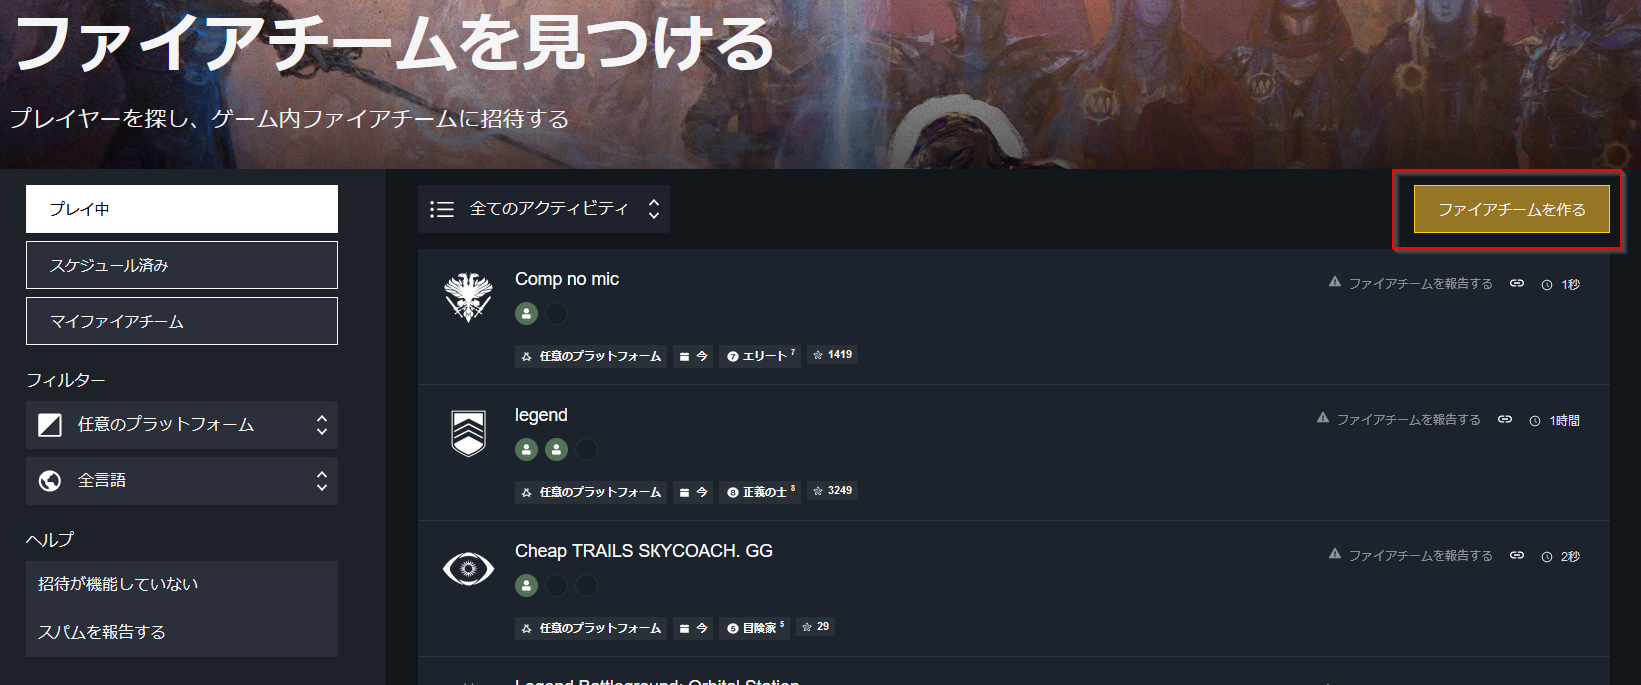 ファイアチームを見つける
プレイヤーを探し、ゲーム内ファイアチームに招待する
プレイ中
スケジュール済み
マイファイアチーム
フィルター
任意のプラットフォーム
全言語
ヘルプ
招待が機能していない
スパムを報告する
全てのアクティビティ
ファイアチームを作る
Comp no mic
ファイアチームを報告する 1秒
任意のプラットフォーム 今 7 エリート 7 1419
legend
ファイアチームを報告する 1時間
任意のプラットフォーム 今 8 正義の士 8 3249
Cheap TRAILS SKYCOACH. GG
ファイアチームを報告する 2秒
任意のプラットフォーム 今 5 冒険家 5 29
Legend Battleground: Orbital Station